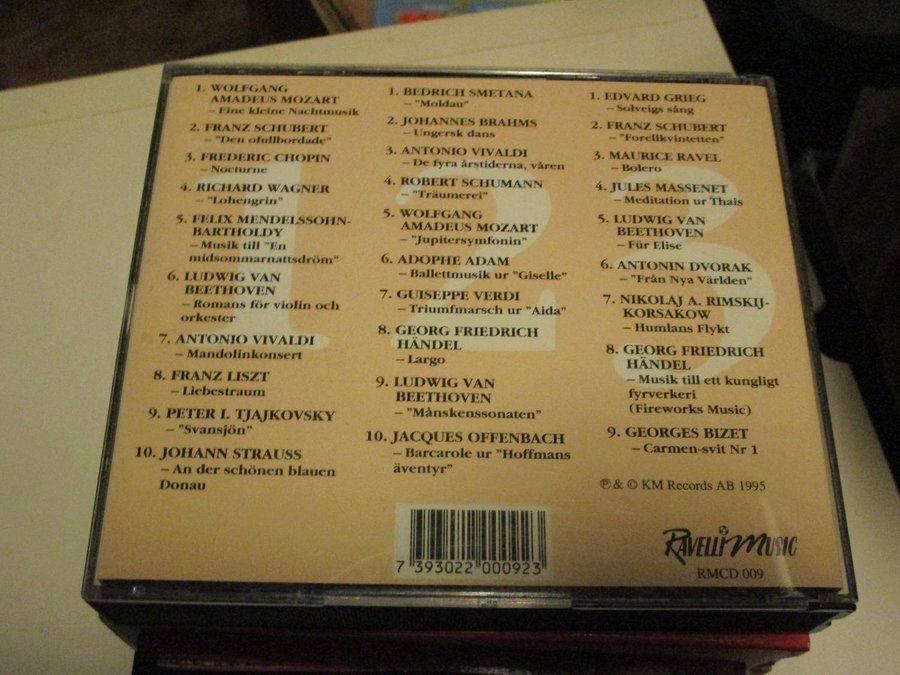 1. WOLFGANG
AMADEUS MOZART
– Eine kleine Nachtmusik
2. FRANZ SCHUBERT
– "Den ofullbordade"
3. FREDERIC CHOPIN
– Nocturne
4. RICHARD WAGNER
– "Lohengrin"
5. FELIX MENDELSSOHN-
BARTHOLDY
– Musik till "En
midsommarnattsdröm"
6. LUDWIG VAN
BEETHOVEN
– Romans för violin och
orkester
7. ANTONIO VIVALDI
– Mandolinkonsert
8. FRANZ LISZT
– Liebestraum
9. PETER I. TJAJKOVSKY
– "Svansjön"
10. JOHANN STRAUSS
– An der schönen blauen
Donau
1
1. BEDRICH SMETANA
– "Moldau"
2. JOHANNES BRAHMS
– Ungersk dans
3. ANTONIO VIVALDI
– De fyra årstiderna, våren
4. ROBERT SCHUMANN
– "Träumerei"
5. WOLFGANG
AMADEUS MOZART
– "Jupitersymfonin"
6. ADOPHE ADAM
– Ballettmusik ur "Giselle"
7. GUISEPPE VERDI
– Triumfmarsch ur "Aida"
8. GEORG FRIEDRICH
HÄNDEL
– Largo
9. LUDWIG VAN
BEETHOVEN
– "Månskenssonaten"
10. JACQUES OFFENBACH
– Barcarole ur "Hoffmans
äventyr"
2
1. EDVARD GRIEG
– Solveigs sång
2. FRANZ SCHUBERT
– "Forellkvintetten"
3. MAURICE RAVEL
– Bolero
4. JULES MASSENET
– Meditation ur Thais
5. LUDWIG VAN
BEETHOVEN
– Für Elise
6. ANTONIN DVORAK
– "Från Nya Världen"
7. NIKOLAJ A. RIMSKIJ-
KORSAKOW
– Humlans Flykt
8. GEORG FRIEDRICH
HÄNDEL
– Musik till ett kungligt
fyrverkeri
(Fireworks Music)
9. GEORGES BIZET
– Carmen-svit Nr 1
3
℗ & © KM Records AB 1995
7 393022 000923
RAVELLI MUSIC
RMCD 009